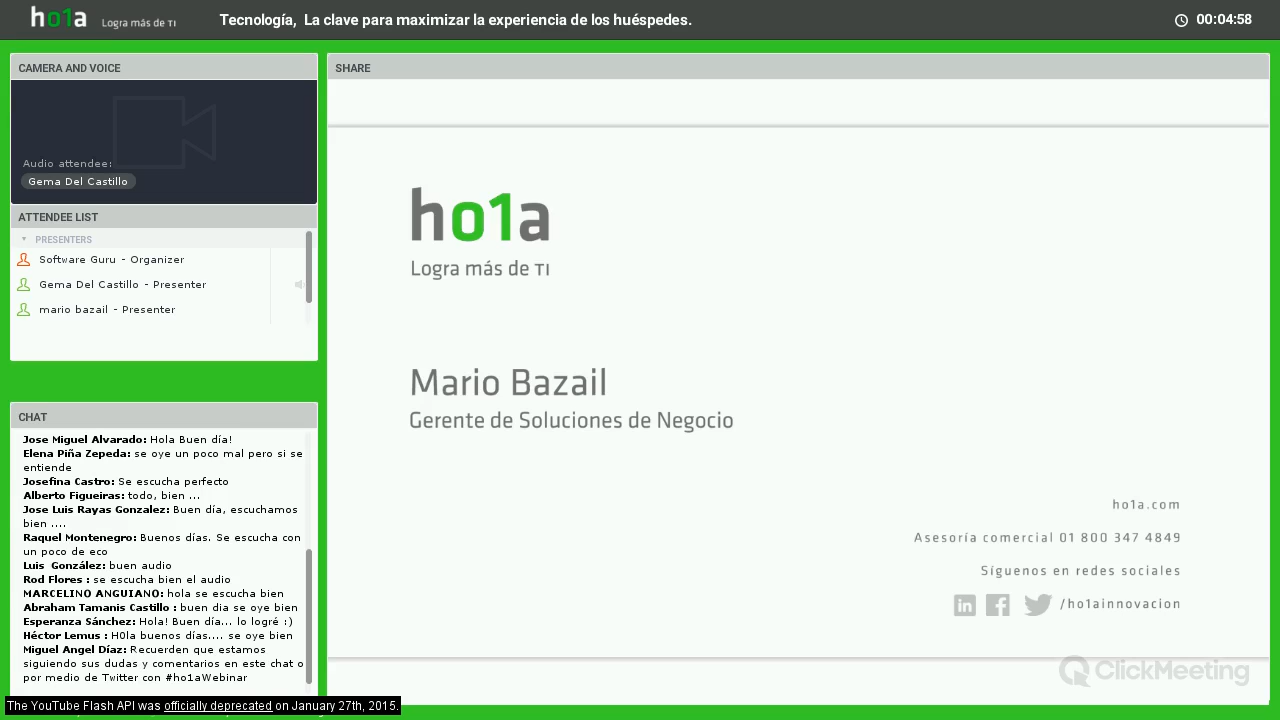 ho1a Logra más de TI
Tecnología, La clave para maximizar la experiencia de los huéspedes.
00:04:58
CAMERA AND VOICE
Audio attendee:
Gema Del Castillo
ATTENDEE LIST
PRESENTERS
Software Guru - Organizer
Gema Del Castillo - Presenter
mario bazail - Presenter
CHAT
Jose Miguel Alvarado: Hola Buen día!
Elena Piña Zepeda: se oye un poco mal pero si se
entiende
Josefina Castro: Se escucha perfecto
Alberto Figueiras: todo, bien ...
Jose Luis Rayas Gonzalez: Buen día, escuchamos
bien ....
Raquel Montenegro: Buenos días. Se escucha con
un poco de eco
Luis González: buen audio
Rod Flores : se escucha bien el audio
MARCELINO ANGUIANO: hola se escucha bien
Abraham Tamanis Castillo : buen dia se oye bien
Esperanza Sánchez: Hola! Buen día... lo logré :)
Héctor Lemus : H0la buenos días.... se oye bien
Miguel Angel Díaz: Recuerden que estamos
siguiendo sus dudas y comentarios en este chat o
por medio de Twitter con #ho1aWebinar
The YouTube Flash API was officially deprecated on January 27th, 2015.
SHARE
ho1a
Logra más de TI
Mario Bazail
Gerente de Soluciones de Negocio
ho1a.com
Asesoría comercial 01 800 347 4849
Síguenos en redes sociales
/ho1ainnovacion
ClickMeeting